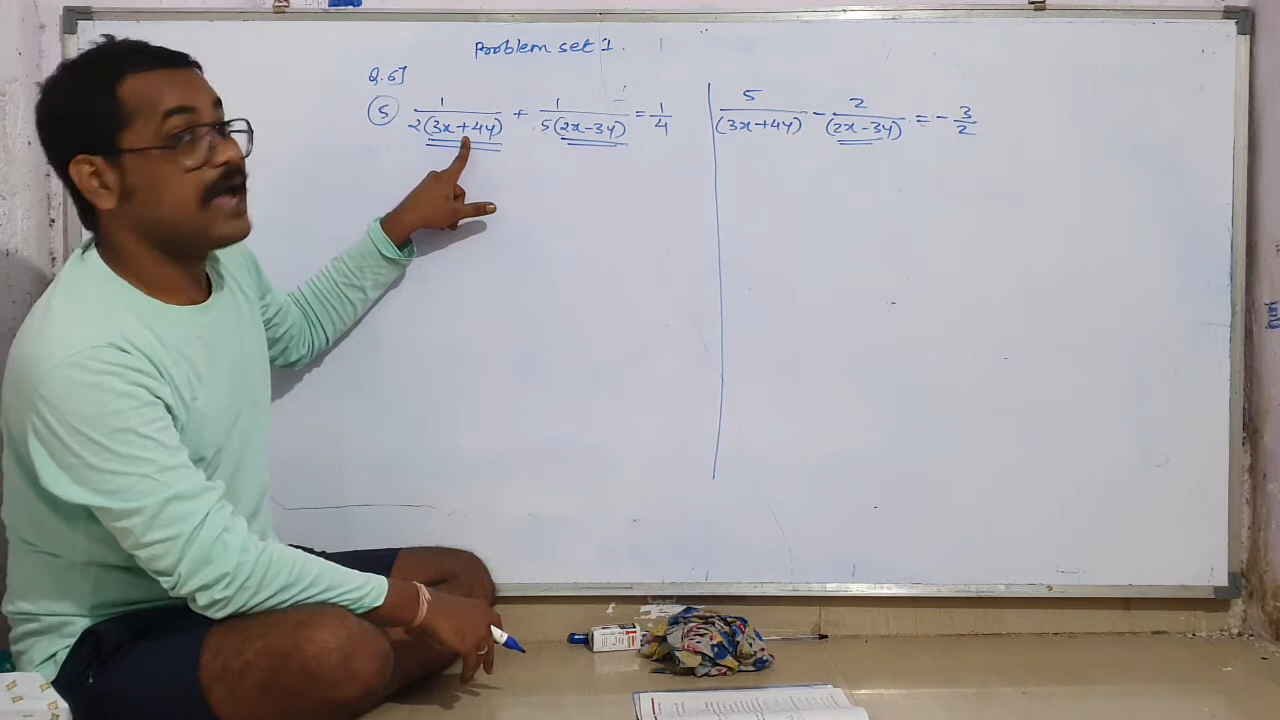 Problem set 1.
Q.6]
(5) 1/2(3x+4y) + 1/5(2x-3y) = 1/4 | 5/(3x+4y) - 2/(2x-3y) = -3/2